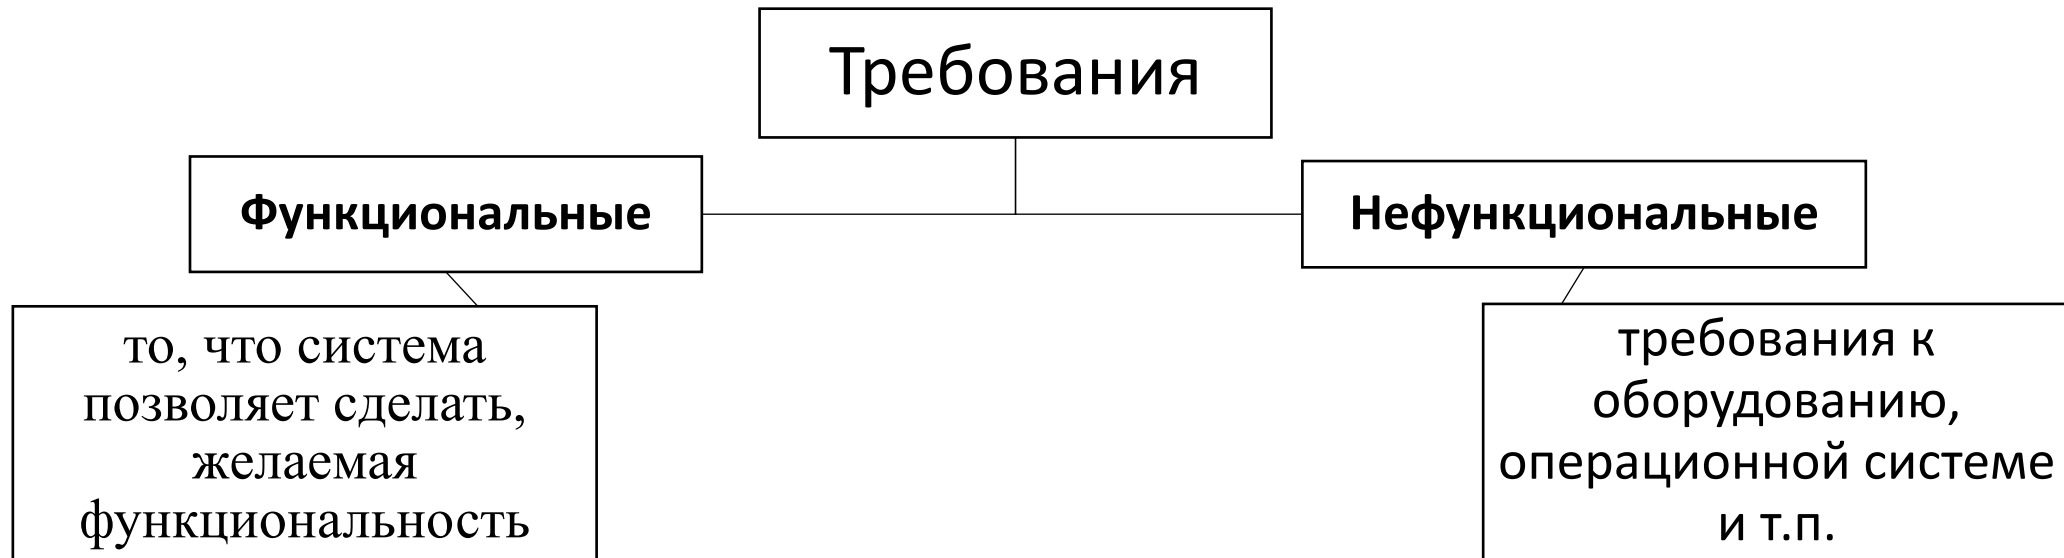 Требования
Функциональные
Нефункциональные
то, что система
позволяет сделать,
желаемая
функциональность
требования к
оборудованию,
операционной системе
и т.п.